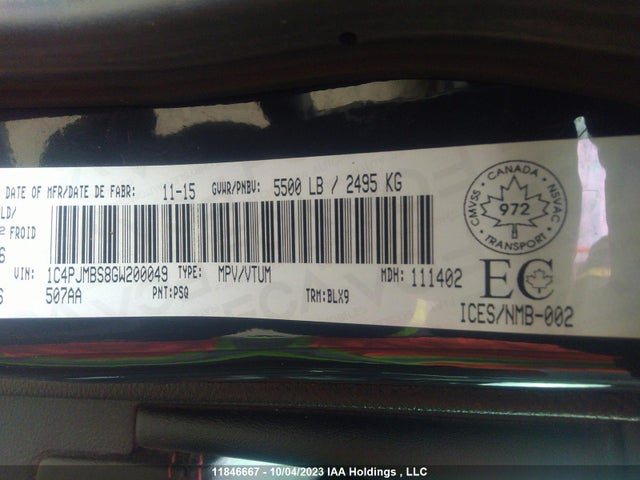 DATE OF MFR/DATE DE FABR: 11-15 GVWR/PNBV: 5500 LB / 2495 KG
LD/
FROID
VIN: 1C4PJMBS8GW200049 TYPE: MPV/VTUM MDH: 111402
507AA PNT:PSQ TRM:BLX9
CMVSS · CANADA · NSVAC
972
TRANSPORT
EC
ICES/NMB-002
11846667 - 10/04/2023 IAA Holdings , LLC